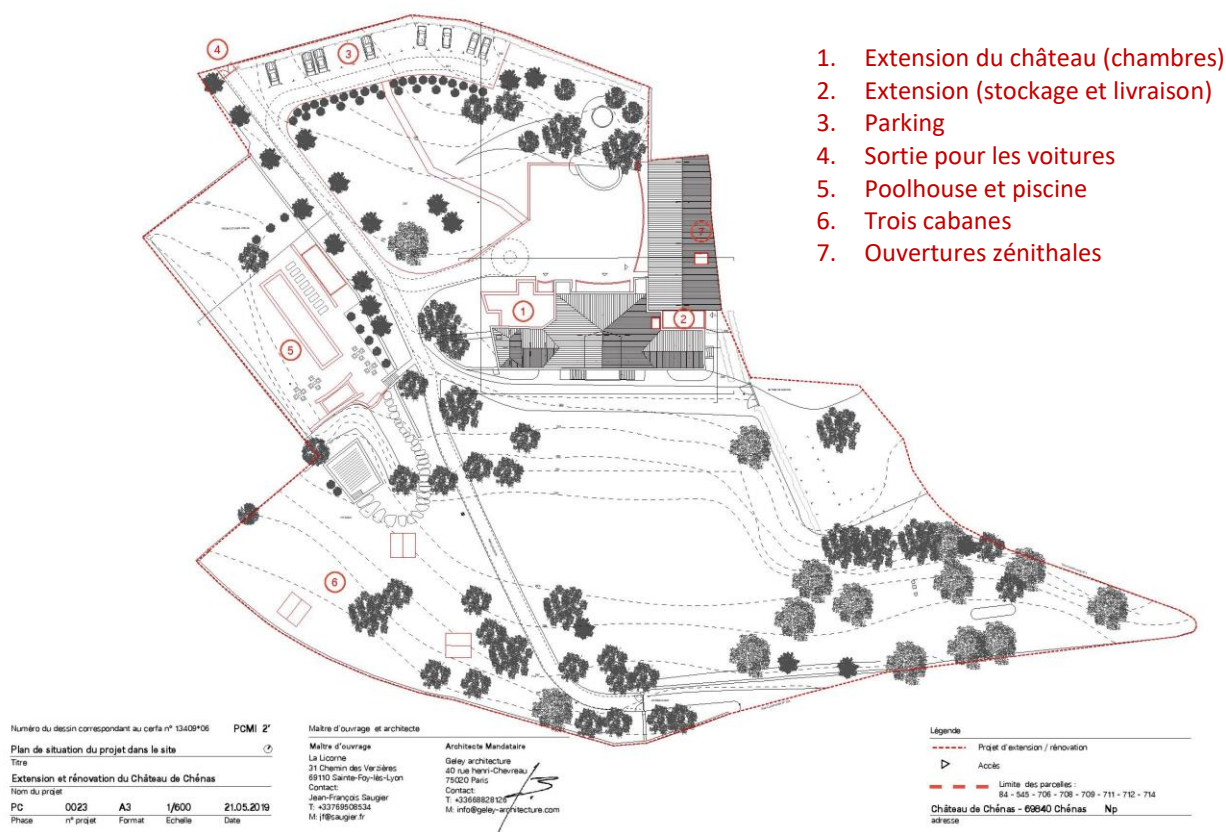 1. Extension du château (chambres)
2. Extension (stockage et livraison)
3. Parking
4. Sortie pour les voitures
5. Poolhouse et piscine
6. Trois cabanes
7. Ouvertures zénithales
4
3
7
1
2
5
6
Numéro du dessin correspondant au cerfa n° 13409*06 PCMI 2'
Plan de situation du projet dans le site
Titre
Extension et rénovation du Château de Chénas
Nom du projet
PC 0023 A3 1/600 21.05.2019
Phase n° projet Format Echelle Date
Maître d'ouvrage et architecte
Maître d'ouvrage
La Licorne
31 Chemin des Verzières
69110 Sainte-Foy-lès-Lyon
Contact:
Jean-François Saugier
T: +33769508534
M: jf@saugier.fr
Architecte Mandataire
Geley architecture
40 rue henri-Chevreau
75020 Paris
Contact:
T: +33668828126
M: info@geley-architecture.com
Légende
Projet d'extension / rénovation
Accès
Limite des parcelles :
84 - 545 - 706 - 708 - 709 - 711 - 712 - 714
Château de Chénas - 69840 Chénas Np
adresse